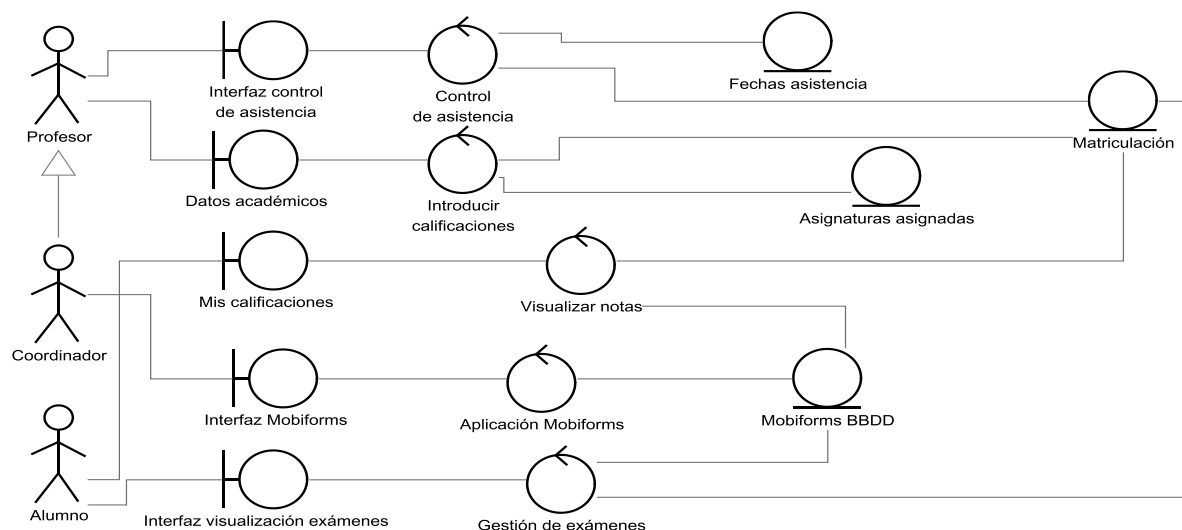 Fechas asistencia
Interfaz control
de asistencia
Control
de asistencia
Profesor
Matriculación
Datos académicos
Introducir
calificaciones
Asignaturas asignadas
Mis calificaciones
Visualizar notas
Coordinador
Interfaz Mobiforms
Aplicación Mobiforms
Mobiforms BBDD
Alumno
Interfaz visualización exámenes
Gestión de exámenes